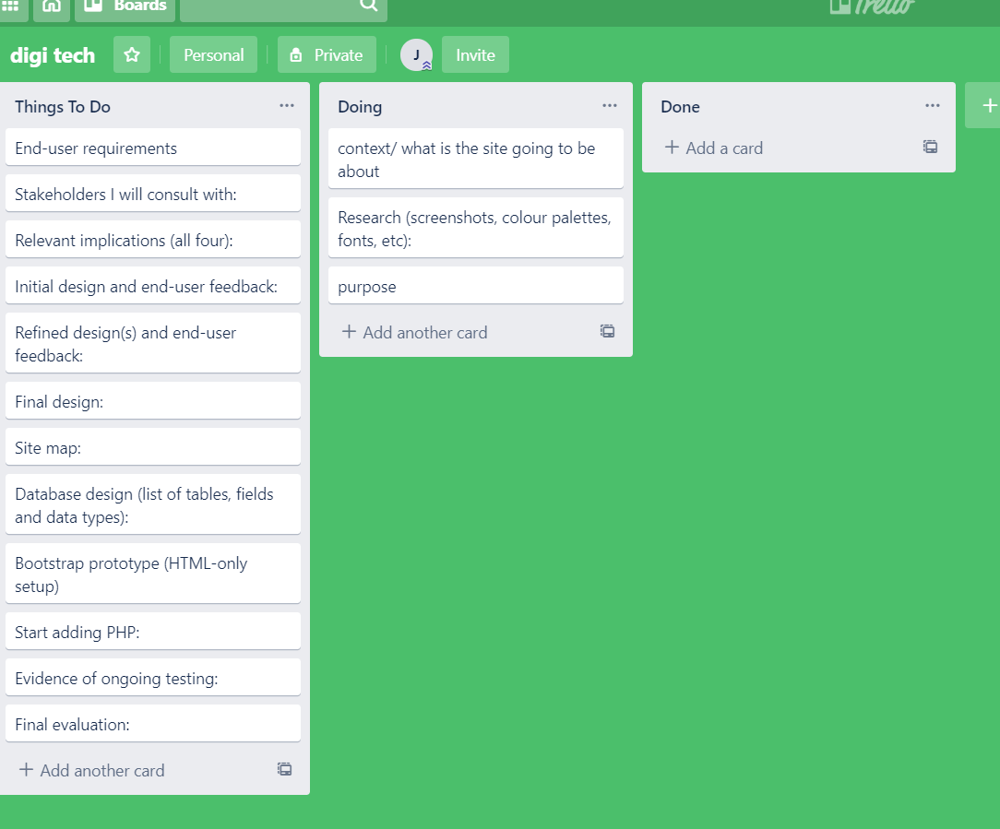 Boards
Trello
digi tech
Personal
Private
J
Invite
Things To Do
End-user requirements
Stakeholders I will consult with:
Relevant implications (all four):
Initial design and end-user feedback:
Refined design(s) and end-user
feedback:
Final design:
Site map:
Database design (list of tables, fields
and data types):
Bootstrap prototype (HTML-only
setup)
Start adding PHP:
Evidence of ongoing testing:
Final evaluation:
+ Add another card
Doing
context/ what is the site going to be
about
Research (screenshots, colour palettes,
fonts, etc):
purpose
+ Add another card
Done
+ Add a card